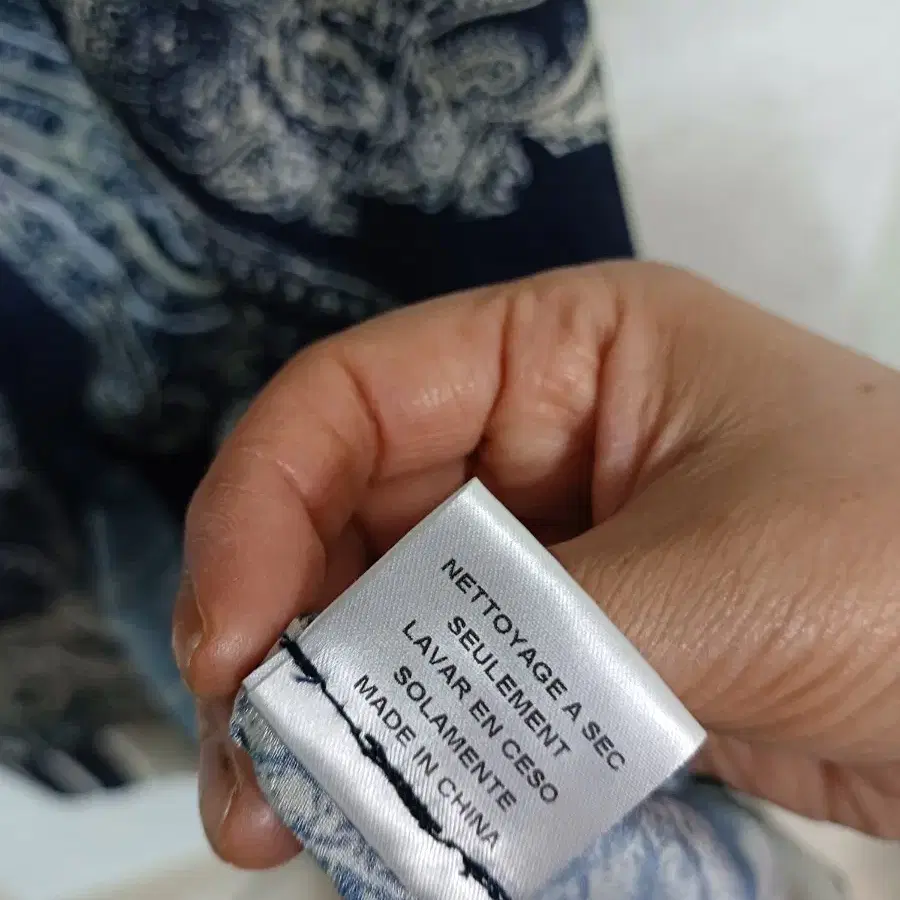 NETTOYAGE A SEC
SEULEMENT
LAVAR EN CESO
SOLAMENTE
MADE IN CHINA